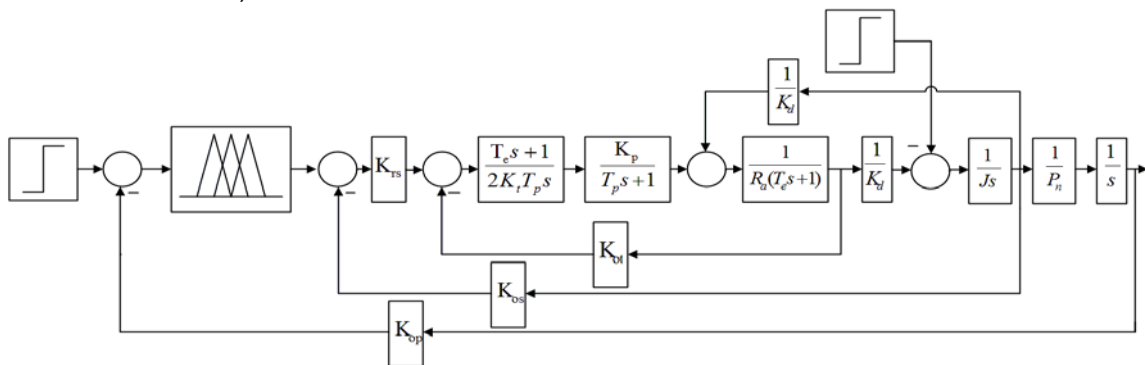 1
K_d
K_rs
T_e s + 1
2K_t T_p s
K_p
T_p s + 1
1
R_a(T_e s+1)
1
K_d
1
Js
1
P_n
1
s
−
−
−
−
K_ot
K_os
K_op